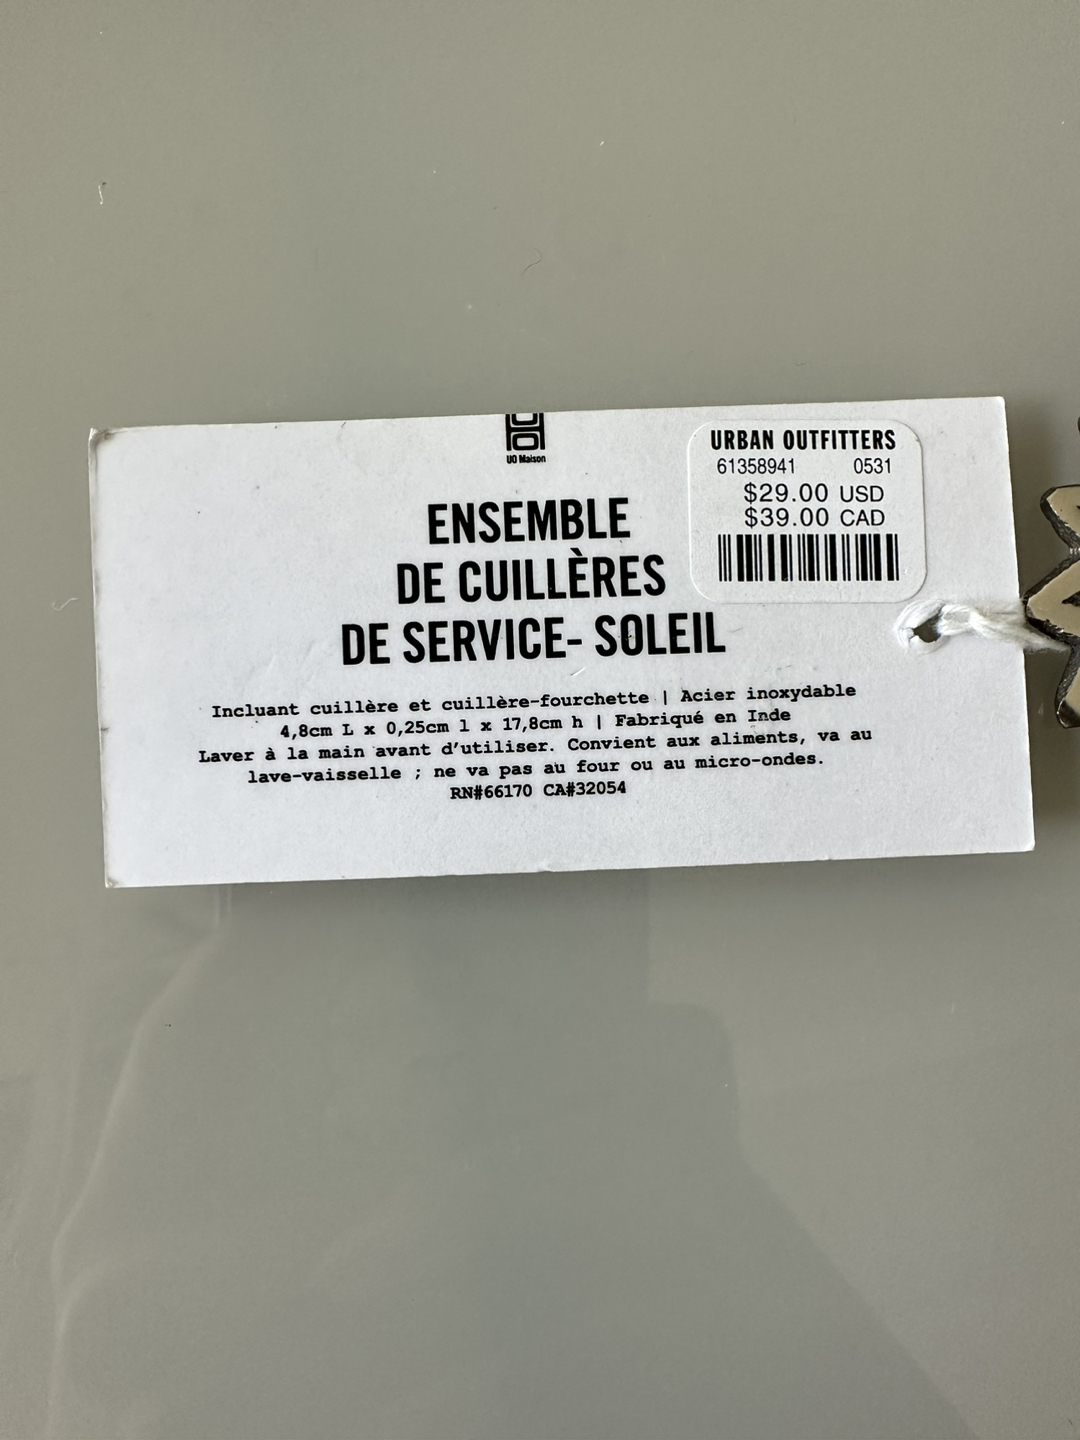 UO
UO Maison
ENSEMBLE
DE CUILLÈRES
DE SERVICE- SOLEIL
Incluant cuillère et cuillère-fourchette | Acier inoxydable
4,8cm L x 0,25cm l x 17,8cm h | Fabriqué en Inde
Laver à la main avant d’utiliser. Convient aux aliments, va au
lave-vaisselle ; ne va pas au four ou au micro-ondes.
RN#66170 CA#32054
URBAN OUTFITTERS
61358941 0531
$29.00 USD
$39.00 CAD